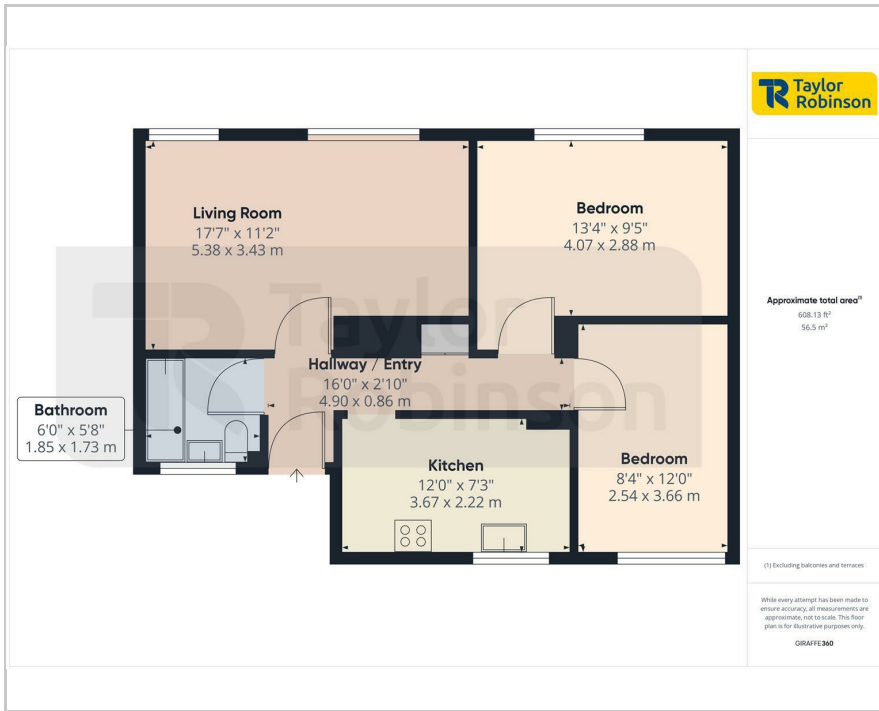 Taylor
Robinson
Living Room
17'7" x 11'2"
5.38 x 3.43 m
Bedroom
13'4" x 9'5"
4.07 x 2.88 m
Taylor
Robinson
Hallway / Entry
16'0" x 2'10"
4.90 x 0.86 m
Bathroom
6'0" x 5'8"
1.85 x 1.73 m
Kitchen
12'0" x 7'3"
3.67 x 2.22 m
Bedroom
8'4" x 12'0"
2.54 x 3.66 m
Approximate total area(1)
608.13 ft²
56.5 m²
(1) Excluding balconies and terraces
While every attempt has been made to
ensure accuracy, all measurements are
approximate, not to scale. This floor
plan is for illustrative purposes only.
GIRAFFE360